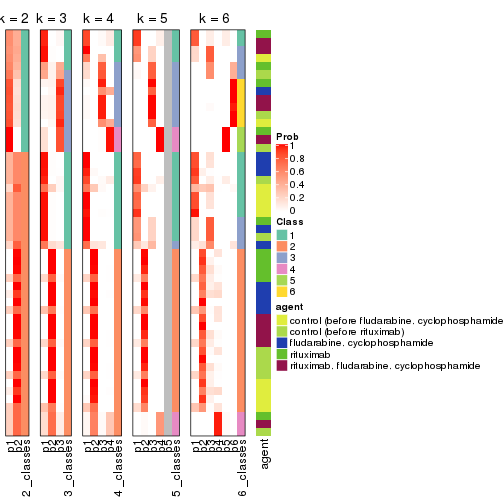 k = 2
k = 3
k = 4
k = 5
k = 6
Prob
1
0.8
0.6
0.4
0.2
0
Class
1
2
3
4
5
6
agent
control (before fludarabine. cyclophosphamide
control (before rituximab)
fludarabine. cyclophosphamide
rituximab
rituximab. fludarabine. cyclophosphamide
p1
p2
2_classes
p1
p2
p3
3_classes
p1
p2
p3
p4
4_classes
p1
p2
p3
p4
p5
5_classes
p1
p2
p3
p4
p5
p6
6_classes
agent